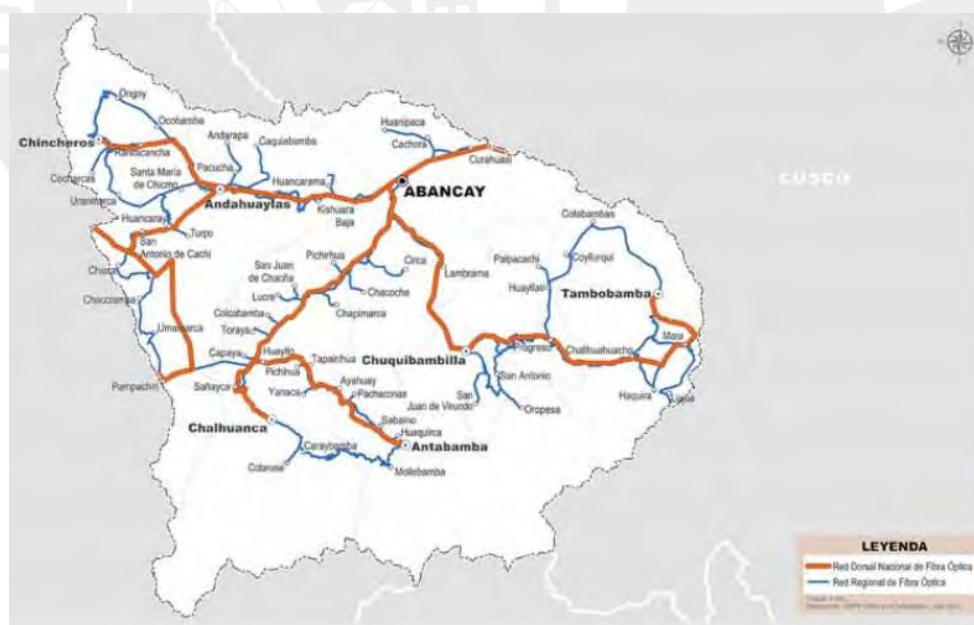 Ongoy
Ocobamba
Chincheros
Ranracancha
Andarapa
Caquiabamba
Huanipaca
Cachora
Curahuasi
Cocharcas
Santa María
de Chicmo
Pacucha
Huancarama
ABANCAY
CUSCO
Uranmarca
Andahuaylas
Kishuara
Baja
Huancaray
Turpo
San
Antonio de Cachi
Cotabambas
Pichirhua
Circa
Palpacachi
Coyllurqui
Chiara
San Juan
de Chacña
Lambrama
Huayllati
Tambobamba
Lucre
Chacoche
Chaccrampa
Chapimarca
Colcabamba
Toraya
Umamarca
Mara
Capaya
Huayllo
Tapairihua
Chuquibambilla
Progreso
Chalhuahuacho
Pichihua
Pampachiri
Sañayca
Yanaca
Ayahuay
Pachaconas
San Antonio
San
Juan de Virundo
Oropesa
Haquira
Chalhuanca
Sabaino
Huaquirca
Antabamba
Caraybamba
Cotaruse
Mollebamba
LEYENDA
Red Dorsal Nacional de Fibra Óptica
Red Regional de Fibra Óptica